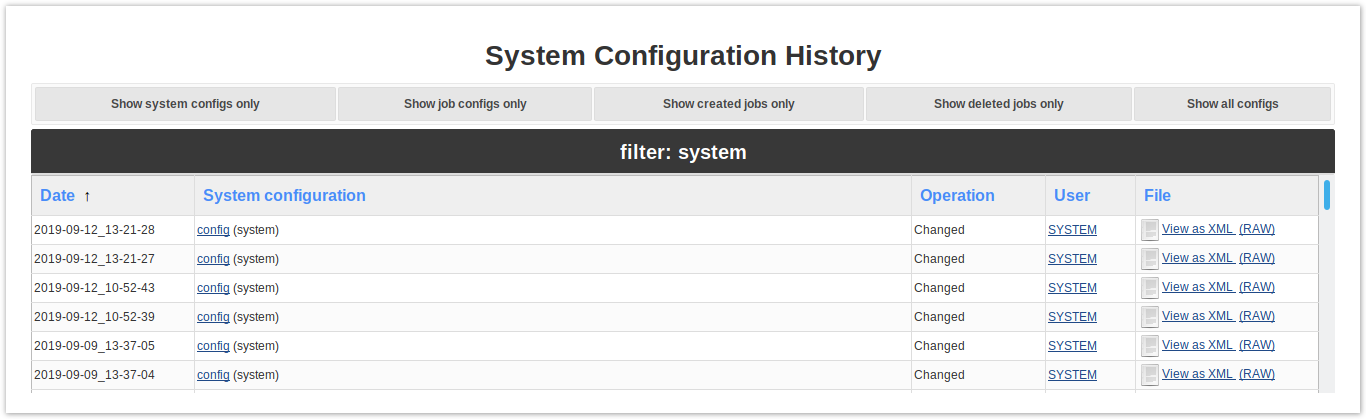 System Configuration History
Show system configs only Show job configs only Show created jobs only Show deleted jobs only Show all configs
filter: system
Date ↑ System configuration Operation User File
2019-09-12_13-21-28 config (system) Changed SYSTEM View as XML (RAW)
2019-09-12_13-21-27 config (system) Changed SYSTEM View as XML (RAW)
2019-09-12_10-52-43 config (system) Changed SYSTEM View as XML (RAW)
2019-09-12_10-52-39 config (system) Changed SYSTEM View as XML (RAW)
2019-09-09_13-37-05 config (system) Changed SYSTEM View as XML (RAW)
2019-09-09_13-37-04 config (system) Changed SYSTEM View as XML (RAW)